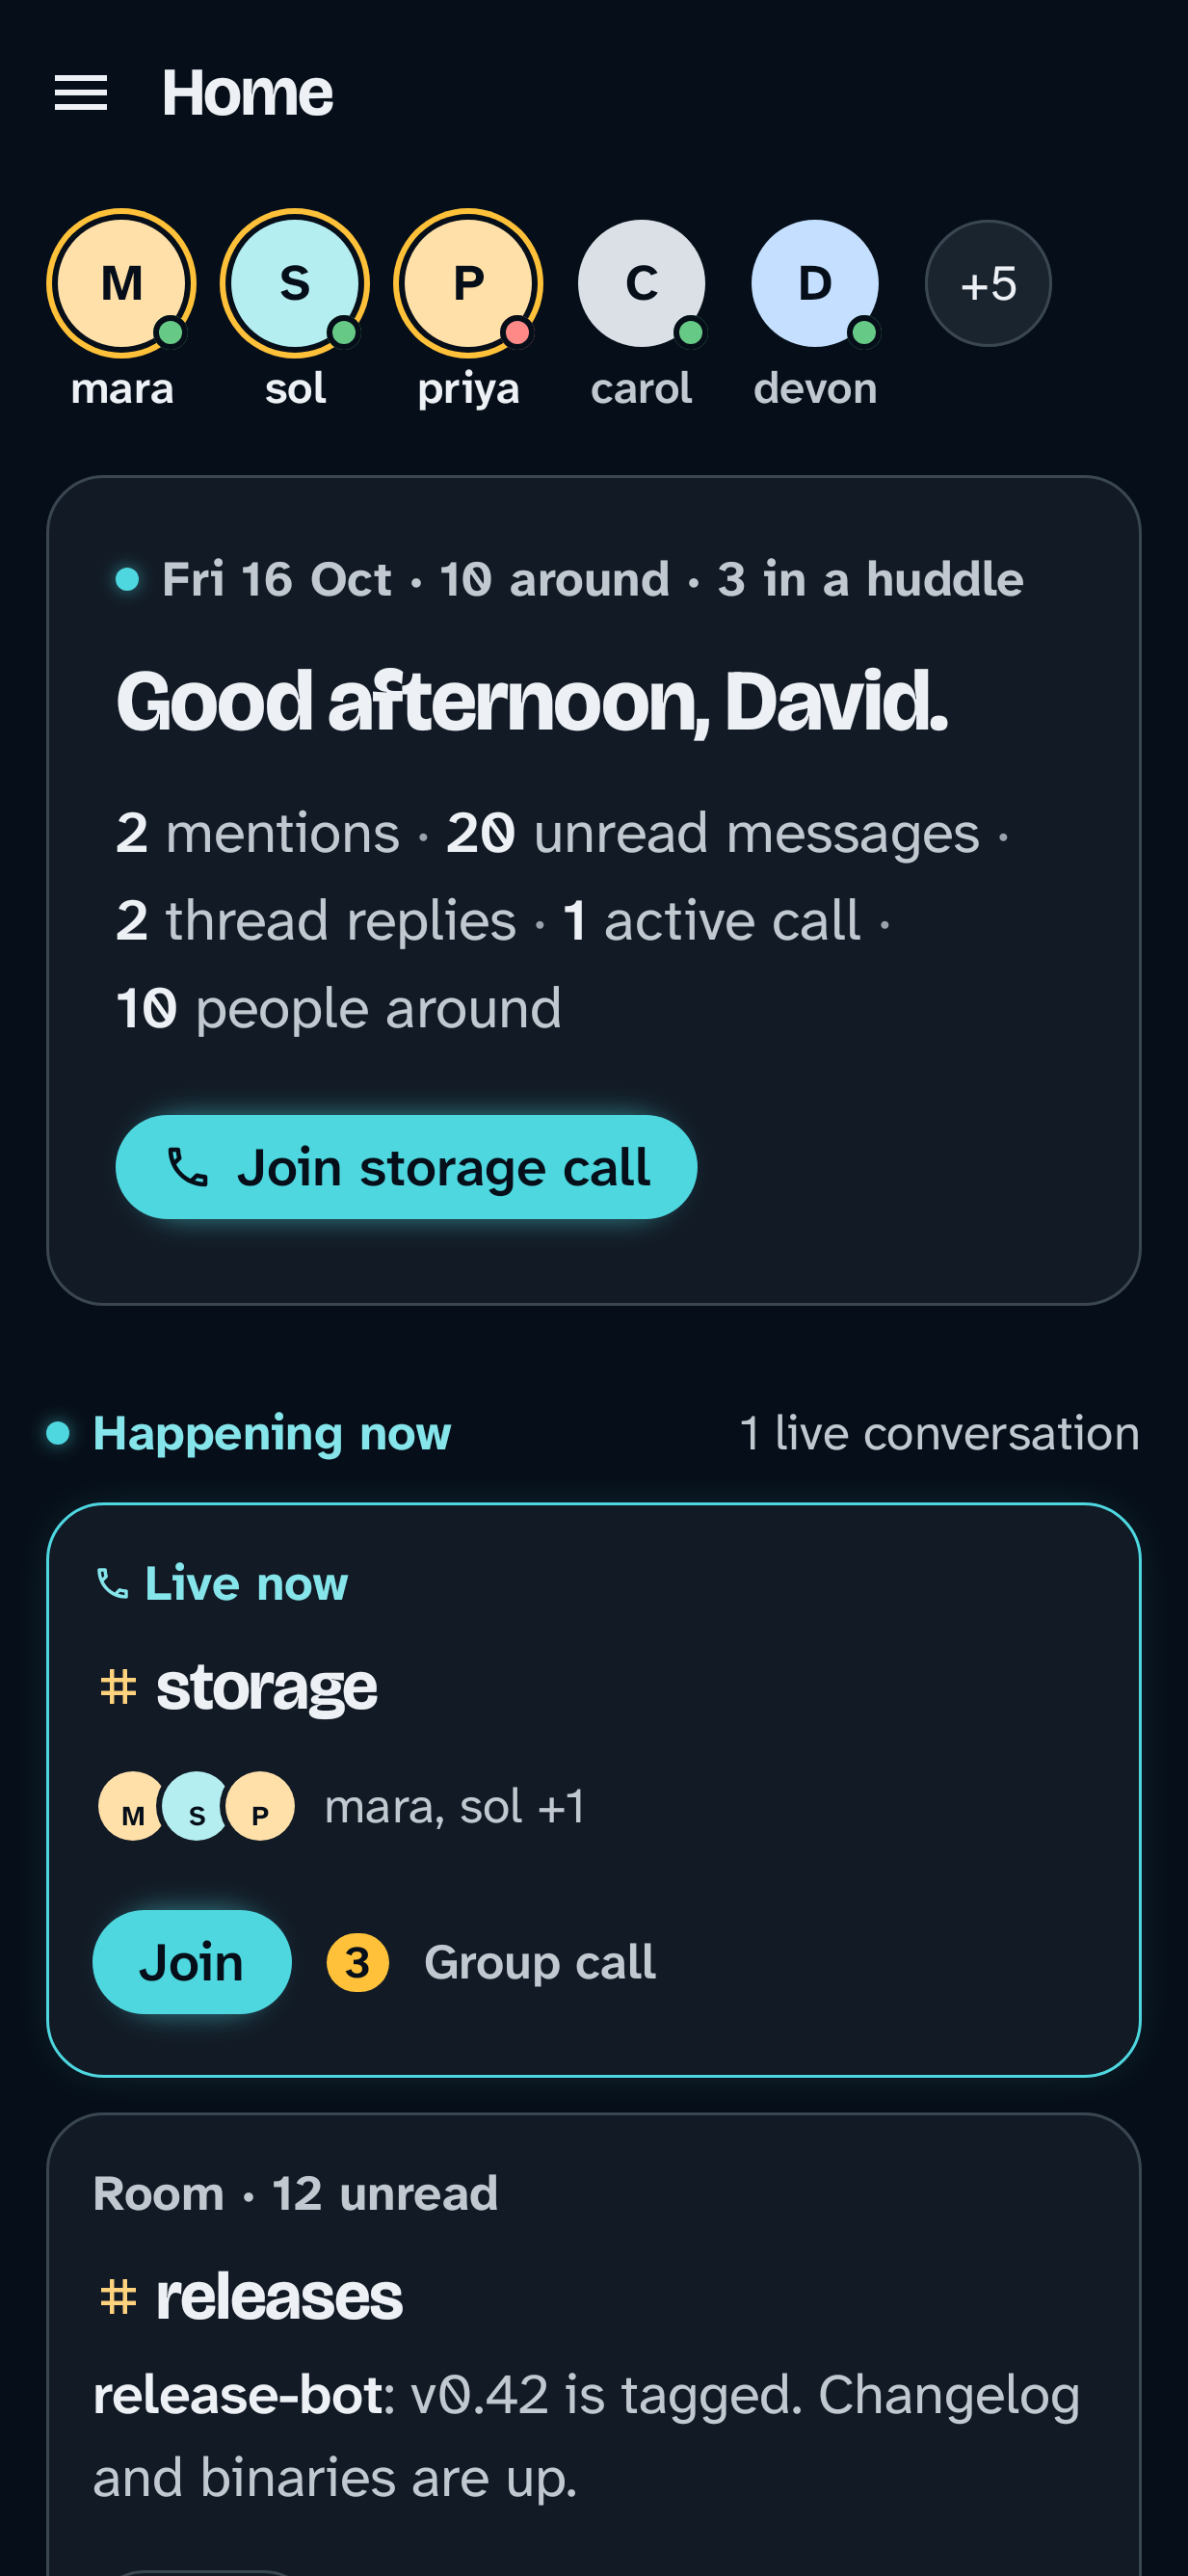 Home
M S P C D +5
mara sol priya carol devon
Fri 16 Oct · 10 around · 3 in a huddle
Good afternoon, David.
2 mentions · 20 unread messages ·
2 thread replies · 1 active call ·
10 people around
Join storage call
Happening now 1 live conversation
Live now
# storage
M S P mara, sol +1
Join 3 Group call
Room · 12 unread
# releases
release-bot: v0.42 is tagged. Changelog
and binaries are up.